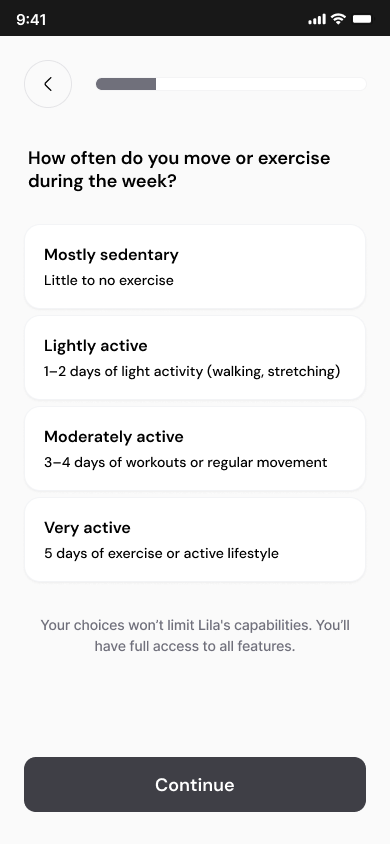 9:41
How often do you move or exercise
during the week?
Mostly sedentary
Little to no exercise
Lightly active
1–2 days of light activity (walking, stretching)
Moderately active
3–4 days of workouts or regular movement
Very active
5 days of exercise or active lifestyle
Your choices won’t limit Lila's capabilities. You’ll
have full access to all features.
Continue